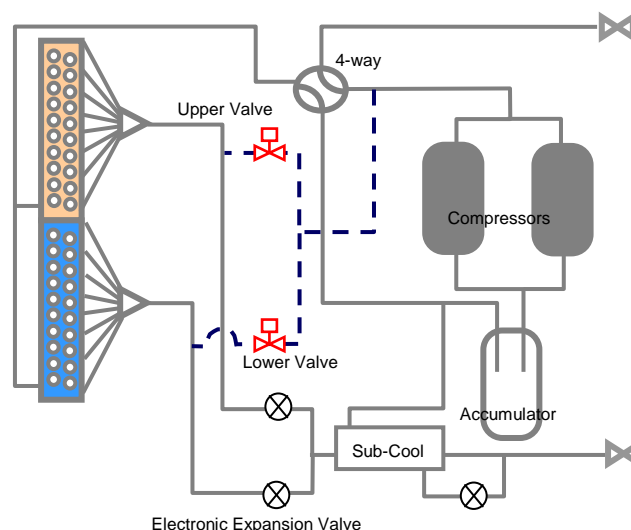 4-way
Upper Valve
Compressors
Lower Valve
Accumulator
Sub-Cool
Electronic Expansion Valve